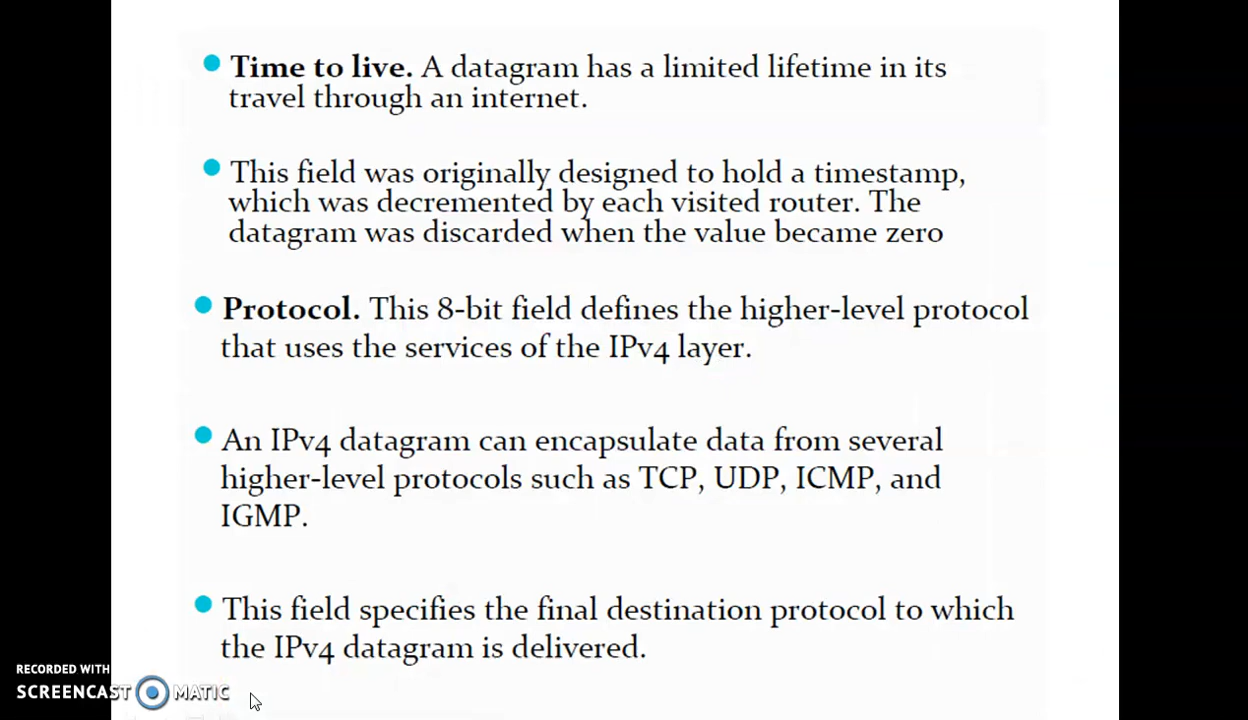 Time to live. A datagram has a limited lifetime in its
travel through an internet.
This field was originally designed to hold a timestamp,
which was decremented by each visited router. The
datagram was discarded when the value became zero
Protocol. This 8-bit field defines the higher-level protocol
that uses the services of the IPv4 layer.
An IPv4 datagram can encapsulate data from several
higher-level protocols such as TCP, UDP, ICMP, and
IGMP.
This field specifies the final destination protocol to which
the IPv4 datagram is delivered.
RECORDED WITH
SCREENCAST MATIC